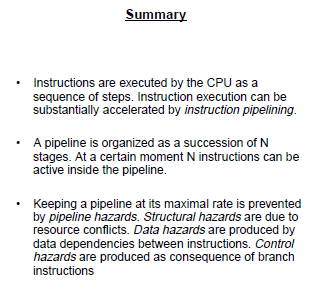 Summary
• Instructions are executed by the CPU as a
sequence of steps. Instruction execution can be
substantially accelerated by instruction pipelining.
• A pipeline is organized as a succession of N
stages. At a certain moment N instructions can be
active inside the pipeline.
• Keeping a pipeline at its maximal rate is prevented
by pipeline hazards. Structural hazards are due to
resource conflicts. Data hazards are produced by
data dependencies between instructions. Control
hazards are produced as consequence of branch
instructions